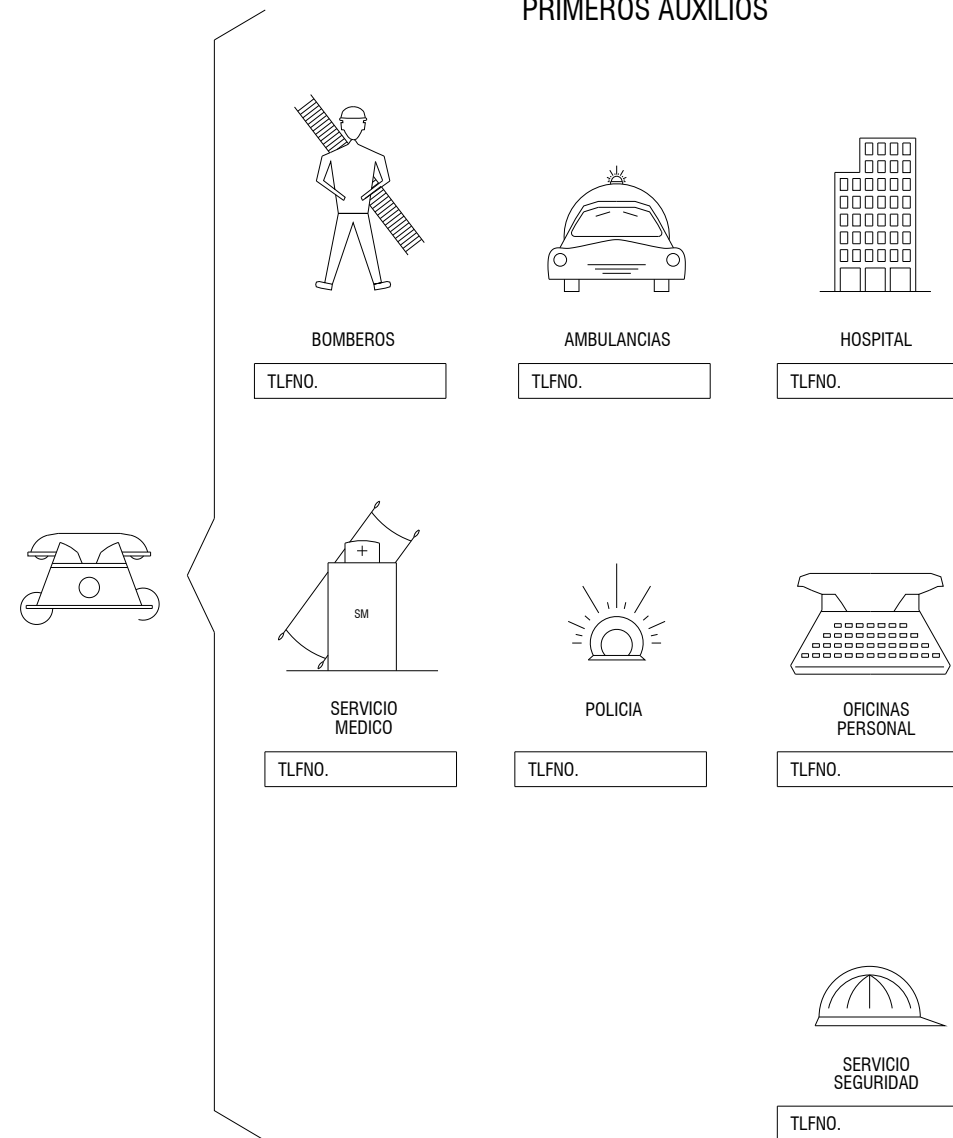 PRIMEROS AUXILIOS
BOMBEROS
AMBULANCIAS
HOSPITAL
TLFNO.
TLFNO.
TLFNO.
SM
SERVICIO
MEDICO
POLICIA
OFICINAS
PERSONAL
TLFNO.
TLFNO.
TLFNO.
SERVICIO
SEGURIDAD
TLFNO.